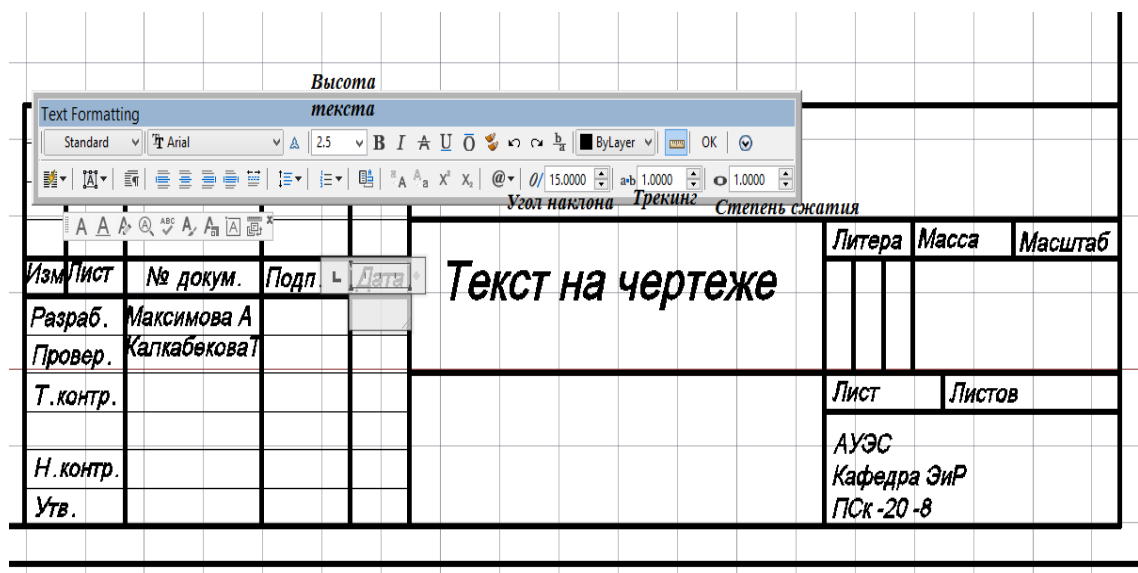 Высота
текста
Text Formatting
Standard Arial 2.5 B I A U O b/a ByLayer OK
@ 0/ 15.0000 a•b 1.0000 1.0000
Угол наклона Трекинг Степень сжатия
Литера Масса Масштаб
Изм Лист № докум. Подп. Дата
Текст на чертеже
Разраб. Максимова А
Провер. КалкабековаТ
Т.контр.
Лист Листов
Н.контр.
Утв.
АУЭС
Кафедра ЭиР
ПСк-20-8